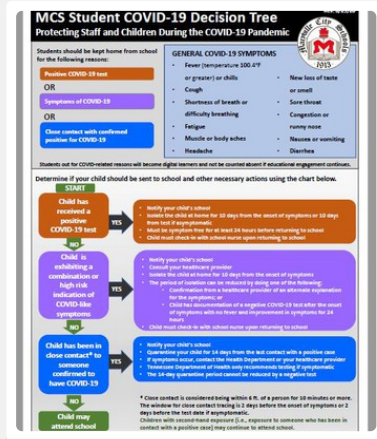 MCS Student COVID-19 Decision Tree
Protecting Staff and Children During the COVID-19 Pandemic
Students should be kept home from school
for the following reasons:
Positive COVID-19 test
OR
Symptoms of COVID-19
OR
Close contact with confirmed
positive for COVID-19
GENERAL COVID-19 SYMPTOMS
• Fever (temperature 100.4°F
or greater) or chills
• Cough
• Shortness of breath or
difficulty breathing
• Fatigue
• Muscle or body aches
• Headache
• New loss of taste
or smell
• Sore throat
• Congestion or
runny nose
• Nausea or vomiting
• Diarrhea
City Schools
M
1913
Students out for COVID-related reasons will become digital learners and not be counted absent if educational engagement continues.
Determine if your child should be sent to school and other necessary actions using the chart below.
START
Child has
received a
positive
COVID-19 test
YES
• Notify your child's school
• Isolate the child at home for 10 days from the onset of symptoms or 10 days
from test if asymptomatic
• Must be symptom free for at least 24 hours before returning to school
• Child must check-in with school nurse upon returning to school
NO
Child is
exhibiting a
combination or
high risk
indication of
COVID-like
symptoms
YES
• Notify your child's school
• Consult your healthcare provider
• Isolate the child at home for 10 days from the onset of symptoms
• The period of isolation can be reduced by doing one of the following:
• Confirmation from a healthcare provider of an alternate explanation
for the symptoms; or
• Child has documentation of a negative COVID-19 test after the onset
of symptoms with no fever and improvement in symptoms for 24
hours
• Child must check-in with school nurse upon returning to school
NO
Child has been in
close contact* to
someone
confirmed to
have COVID-19
YES
• Notify your child's school
• Quarantine your child for 14 days from the last contact with a positive case
• If symptoms occur, contact the Health Department or your healthcare provider
• Tennessee Department of Health only recommends testing if symptomatic
• The 14-day quarantine period cannot be reduced by a negative test
NO
Child may
attend school
* Close contact is considered being within 6 ft. of a person for 10 minutes or more.
The window for close contact tracing is 2 days before the onset of symptoms or 2
days before the test date if asymptomatic.
Children with second-hand exposure (i.e., exposure to someone who has been in
contact with a positive case) may continue to attend school.